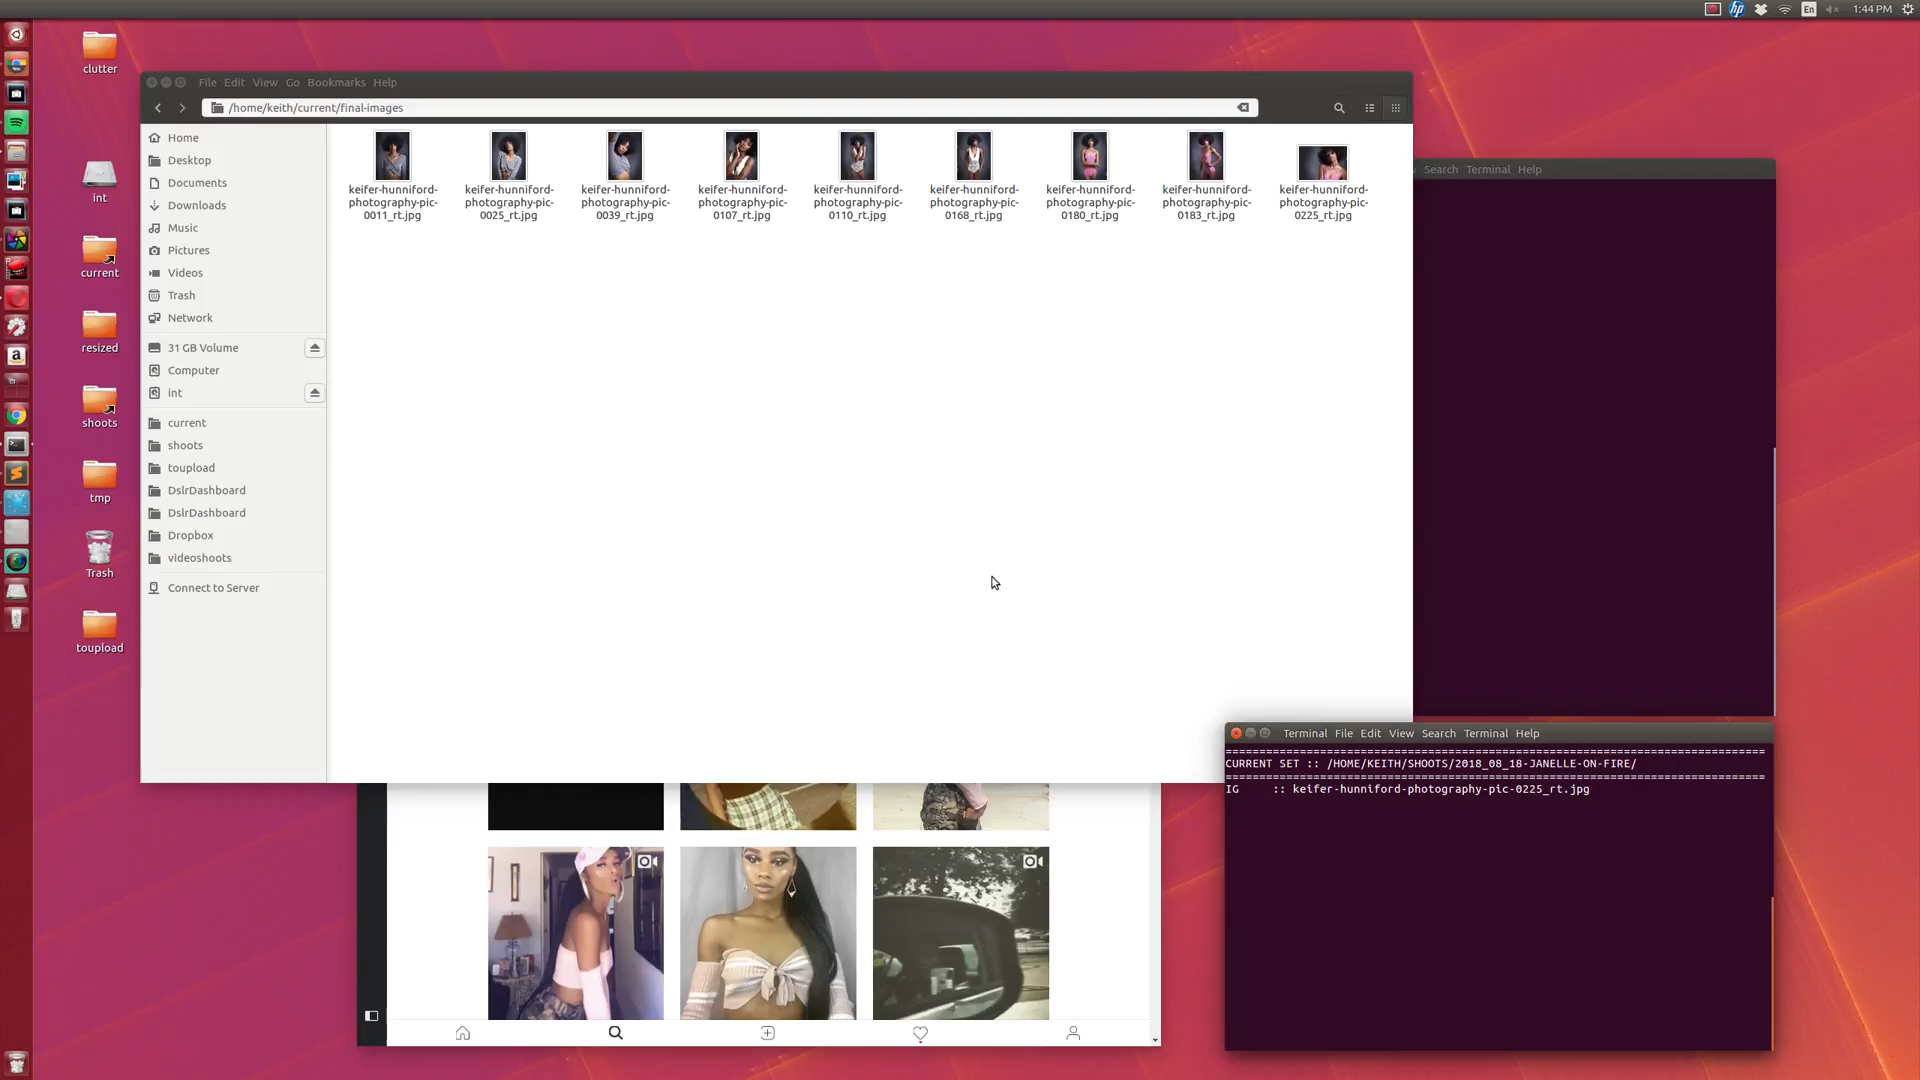 En
1:44 PM
clutter
int
current
resized
shoots
tmp
Trash
toupload
File Edit View Go Bookmarks Help
/home/keith/current/final-images
Home
Desktop
Documents
Downloads
Music
Pictures
Videos
Trash
Network
31 GB Volume
Computer
int
current
shoots
toupload
DslrDashboard
DslrDashboard
Dropbox
videoshoots
Connect to Server
keifer-hunniford-
photography-pic-
0011_rt.jpg
keifer-hunniford-
photography-pic-
0025_rt.jpg
keifer-hunniford-
photography-pic-
0039_rt.jpg
keifer-hunniford-
photography-pic-
0107_rt.jpg
keifer-hunniford-
photography-pic-
0110_rt.jpg
keifer-hunniford-
photography-pic-
0168_rt.jpg
keifer-hunniford-
photography-pic-
0180_rt.jpg
keifer-hunniford-
photography-pic-
0183_rt.jpg
keifer-hunniford-
photography-pic-
0225_rt.jpg
Search Terminal Help
Terminal File Edit View Search Terminal Help
CURRENT SET :: /HOME/KEITH/SHOOTS/2018_08_18-JANELLE-ON-FIRE/
IG :: keifer-hunniford-photography-pic-0225_rt.jpg